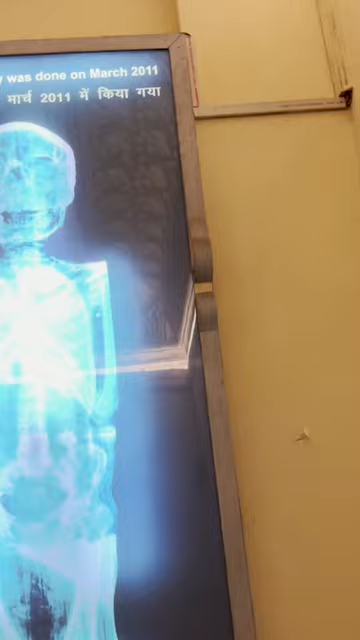 was done on March 2011
मार्च 2011 में किया गया